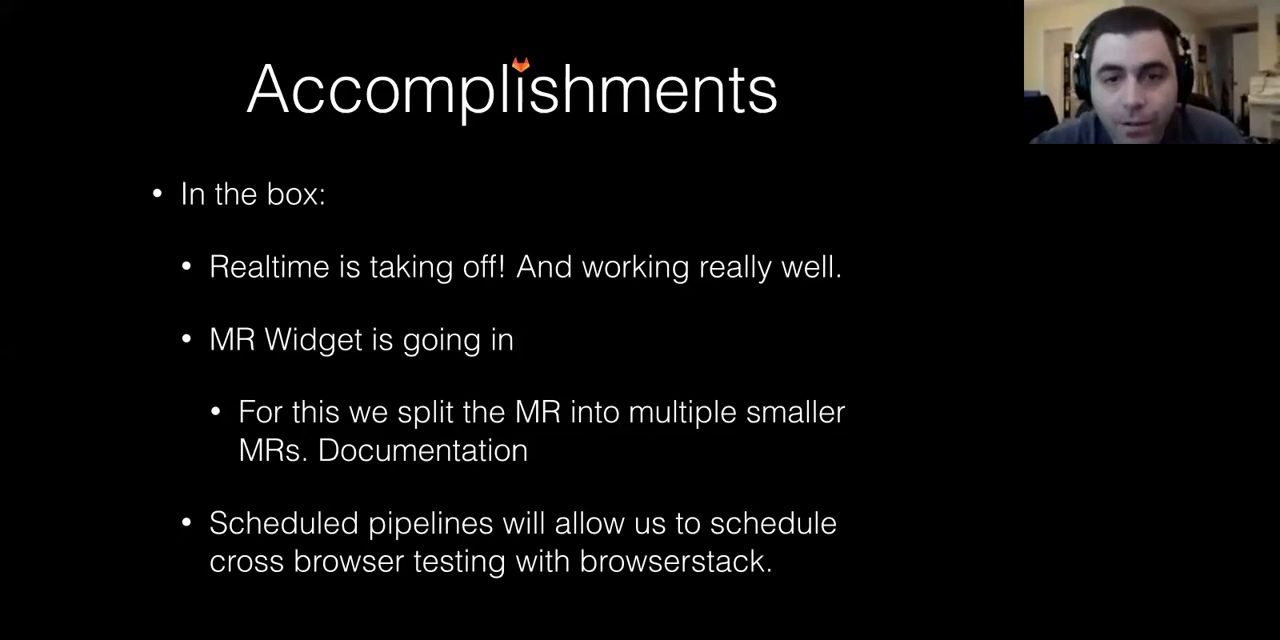 Accomplishments
• In the box:
• Realtime is taking off! And working really well.
• MR Widget is going in
• For this we split the MR into multiple smaller
MRs. Documentation
• Scheduled pipelines will allow us to schedule
cross browser testing with browserstack.